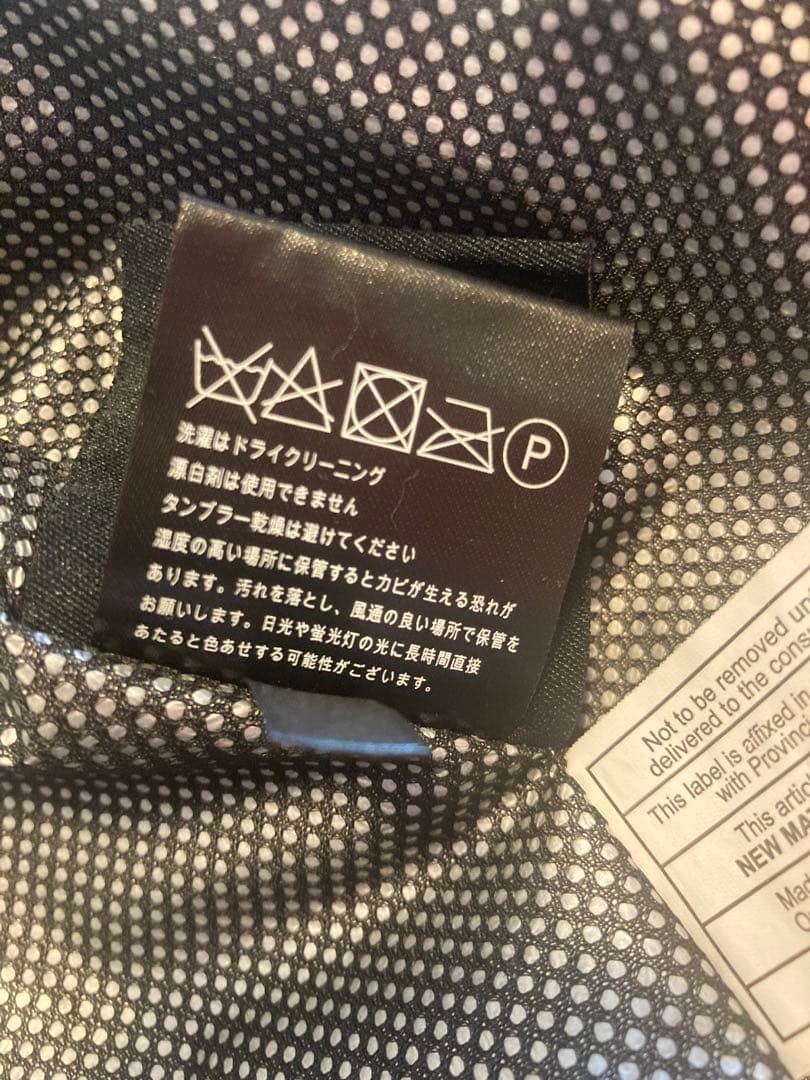 P
洗濯はドライクリーニング
漂白剤は使用できません
タンブラー乾燥は避けてください
湿度の高い場所に保管するとカビが生える恐れが
あります。汚れを落とし、風通の良い場所で保管を
お願いします。日光や蛍光灯の光に長時間直接
あたると色あせする可能性がございます。
Not to be removed u
delivered to the cons
This label is affixed i
with Provin
This arti
NEW MA
Mad